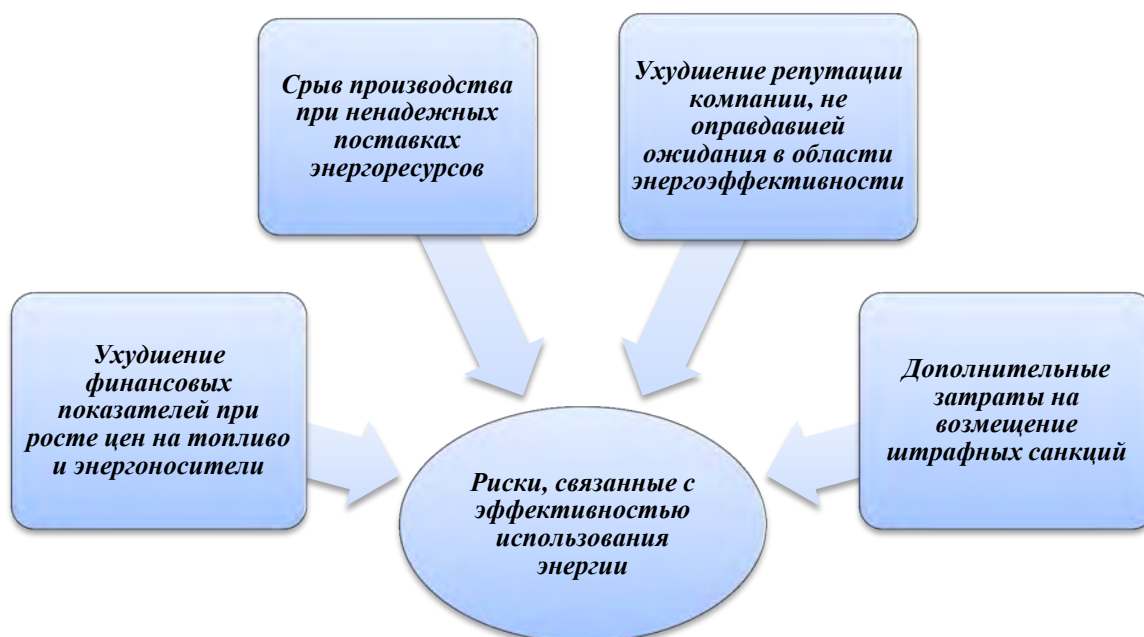 Срыв производства
при ненадежных
поставках
энергоресурсов
Ухудшение репутации
компании, не
оправдавшей
ожидания в области
энергоэффективности
Ухудшение
финансовых
показателей при
росте цен на топливо
и энергоносители
Дополнительные
затраты на
возмещение
штрафных санкций
Риски, связанные с
эффективностью
использования
энергии